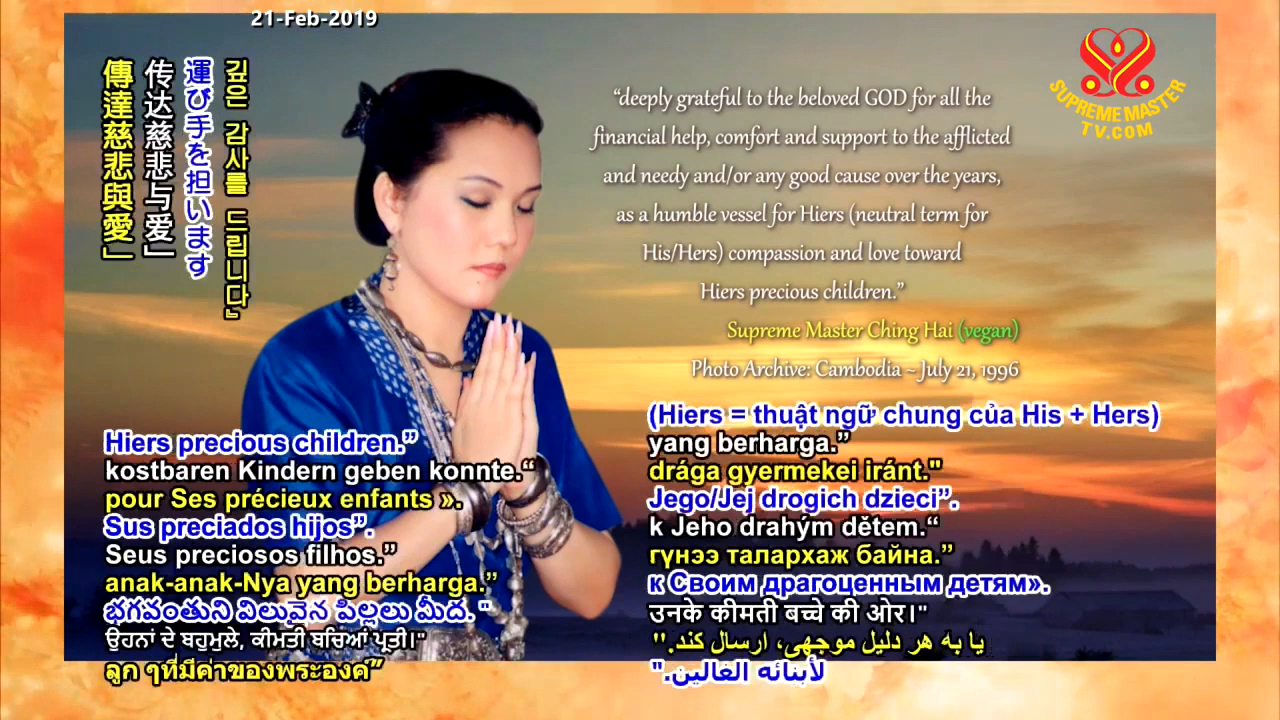 21-Feb-2019
SUPREME MASTER
TV.COM
깊은 감사를 드립니다』
運び手を担います
传达慈悲与爱」
傳達慈悲與愛」
“deeply grateful to the beloved GOD for all the
financial help, comfort and support to the afflicted
and needy and/or any good cause over the years,
as a humble vessel for Hiers (neutral term for
His/Hers) compassion and love toward
Hiers precious children.”
Supreme Master Ching Hai (vegan)
Photo Archive: Cambodia ~ July 21, 1996
Hiers precious children.”
kostbaren Kindern geben konnte.“
pour Ses précieux enfants ».
Sus preciados hijos”.
Seus preciosos filhos.”
anak-anak-Nya yang berharga.”
భగవంతుని విలువైన పిల్లలు మీద. "
ਉਹਨਾਂ ਦੇ ਬਹੁਮੁਲੇ, ਕੀਮਤੀ ਬਚਿਆਂ ਪ੍ਰਤੀ।"
ลูก ๆที่มีค่าของพระองค์”
(Hiers = thuật ngữ chung của His + Hers)
yang berharga.”
drága gyermekei iránt."
Jego/Jej drogich dzieci”.
k Jeho drahým dětem.“
гүнээ талархаж байна.”
к Своим драгоценным детям».
उनके कीमती बच्चे की ओर।"
یا به هر دلیل موجهی، ارسال کند."
لأبنائه الغالين."